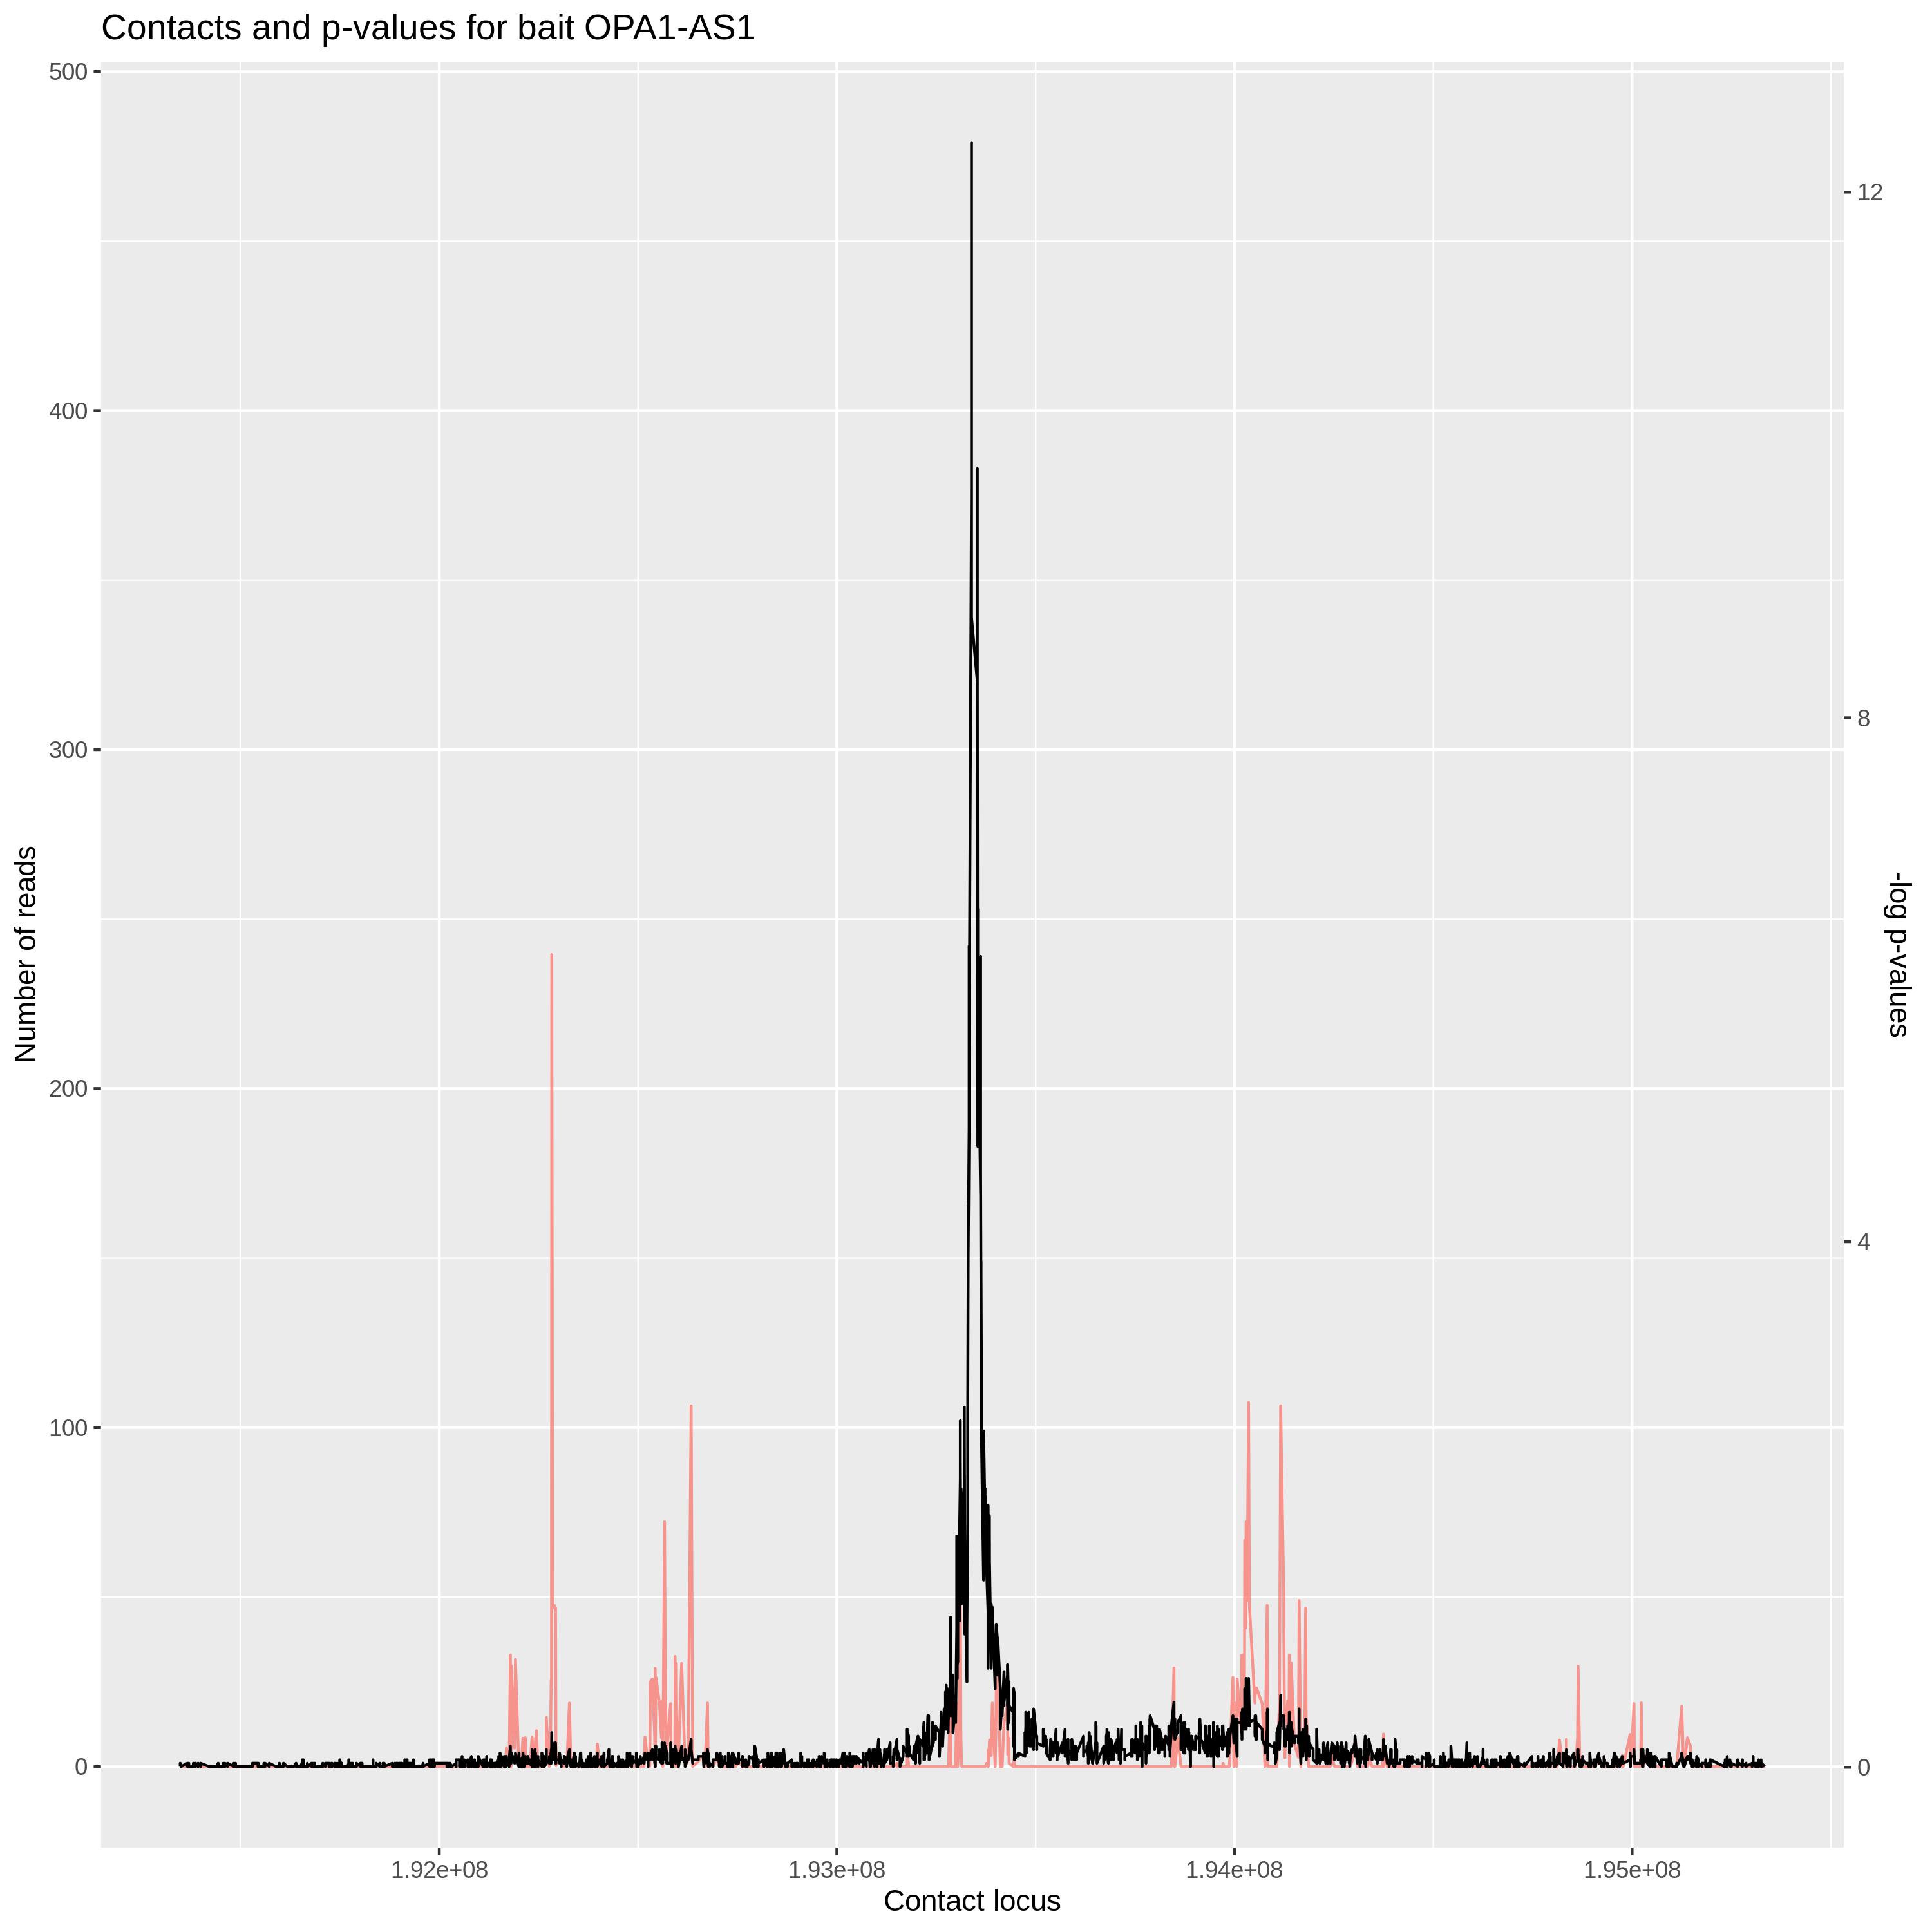 Contacts and p-values for bait OPA1-AS1
500
400
300
200
100
0
Number of reads
12
8
4
0
-log p-values
1.92e+08
1.93e+08
1.94e+08
1.95e+08
Contact locus